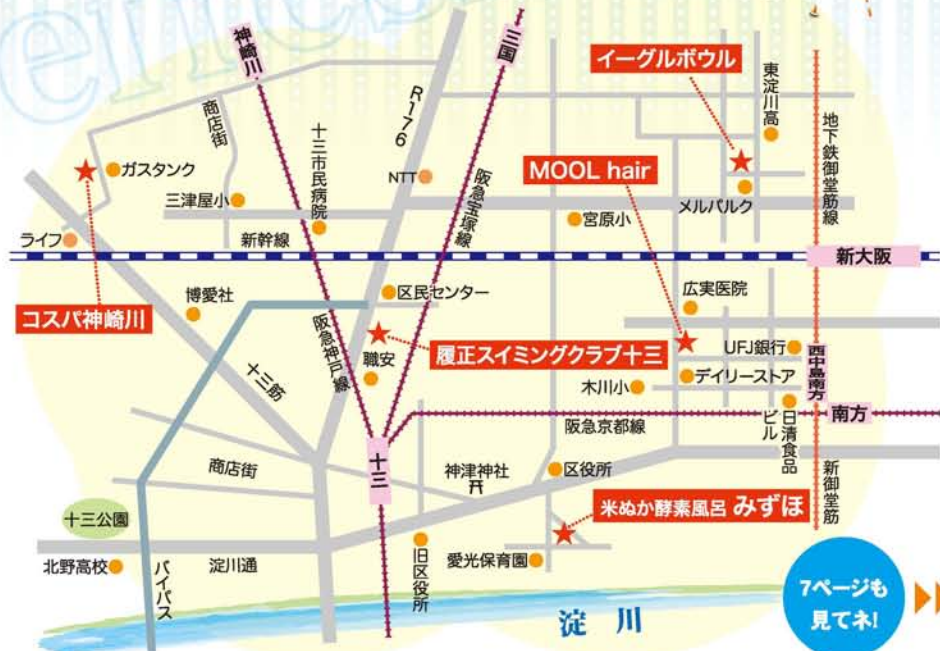 神崎川
三国
イーグルボウル
東淀川高
地下鉄御堂筋線
商店街
R176
十三市民病院
ガスタンク
NTT
阪急宝塚線
MOOL hair
三津屋小
メルパルク
宮原小
ライフ
新幹線
新大阪
博愛社
区民センター
広実医院
コスパ神崎川
阪急神戸線
履正スイミングクラブ十三
UFJ銀行
西中島南方
職安
デイリーストア
十三筋
木川小
阪急京都線
南方
日清食品
ビル
十三
商店街
神津神社
区役所
新御堂筋
米ぬか酵素風呂 みずほ
十三公園
北野高校
バイパス
淀川通
旧区役所
愛光保育園
淀川
7ページも
見てネ!